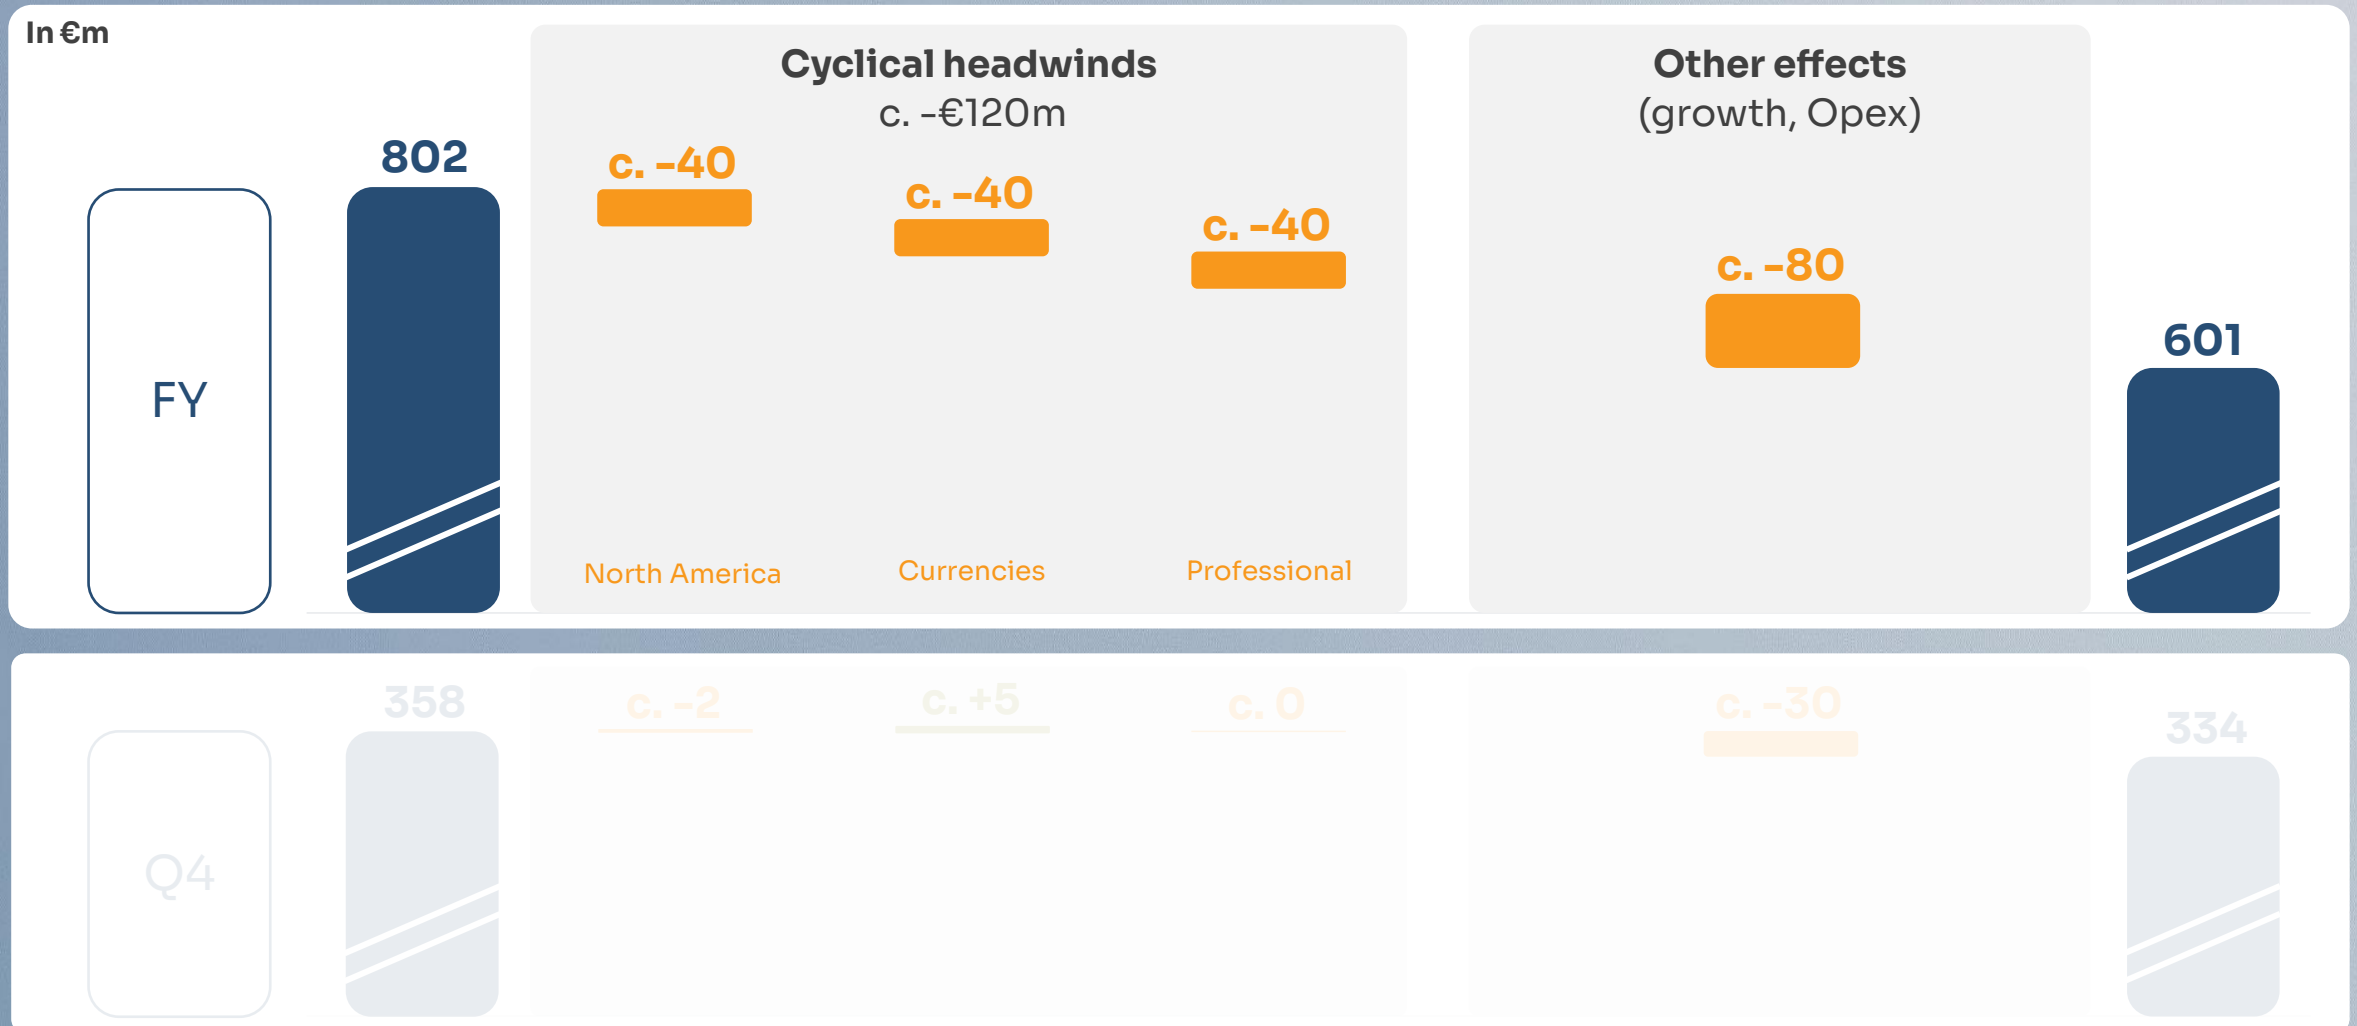 In €m
Cyclical headwinds
c. -€120m
Other effects
(growth, Opex)
802
c. -40
c. -40
c. -40
c. -80
601
FY
North America
Currencies
Professional
358
c. -2
c. +5
c. 0
c. -30
334
Q4